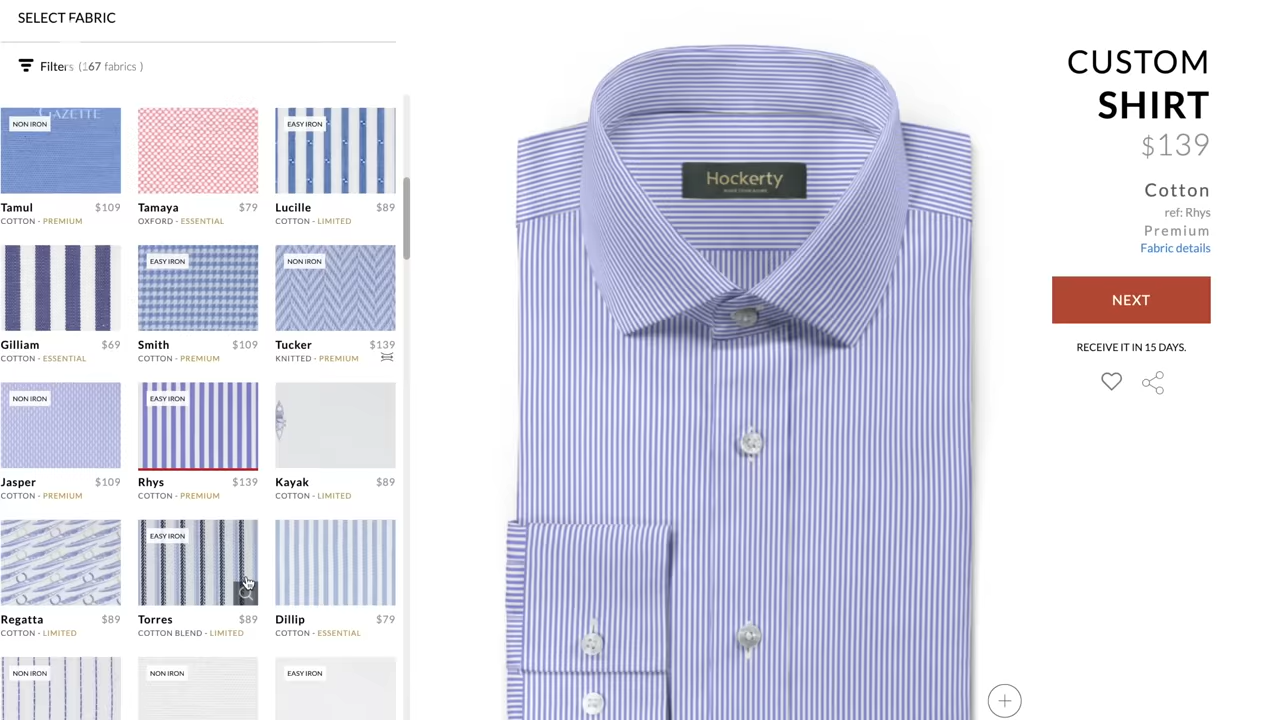 SELECT FABRIC
Filters (167 fabrics )
GAZETTE
NON IRON
EASY IRON
Tamul $109
COTTON - PREMIUM
Tamaya $79
OXFORD - ESSENTIAL
Lucille $89
COTTON - LIMITED
EASY IRON
NON IRON
Gilliam $69
COTTON - ESSENTIAL
Smith $109
COTTON - PREMIUM
Tucker $139
KNITTED - PREMIUM
NON IRON
EASY IRON
Jasper $109
COTTON - PREMIUM
Rhys $139
COTTON - PREMIUM
Kayak $89
COTTON - LIMITED
EASY IRON
Regatta $89
COTTON - LIMITED
Torres $89
COTTON BLEND - LIMITED
Dillip $79
COTTON - ESSENTIAL
NON IRON
NON IRON
EASY IRON
Hockerty
CUSTOM
SHIRT
$139
Cotton
ref: Rhys
Premium
Fabric details
NEXT
RECEIVE IT IN 15 DAYS.